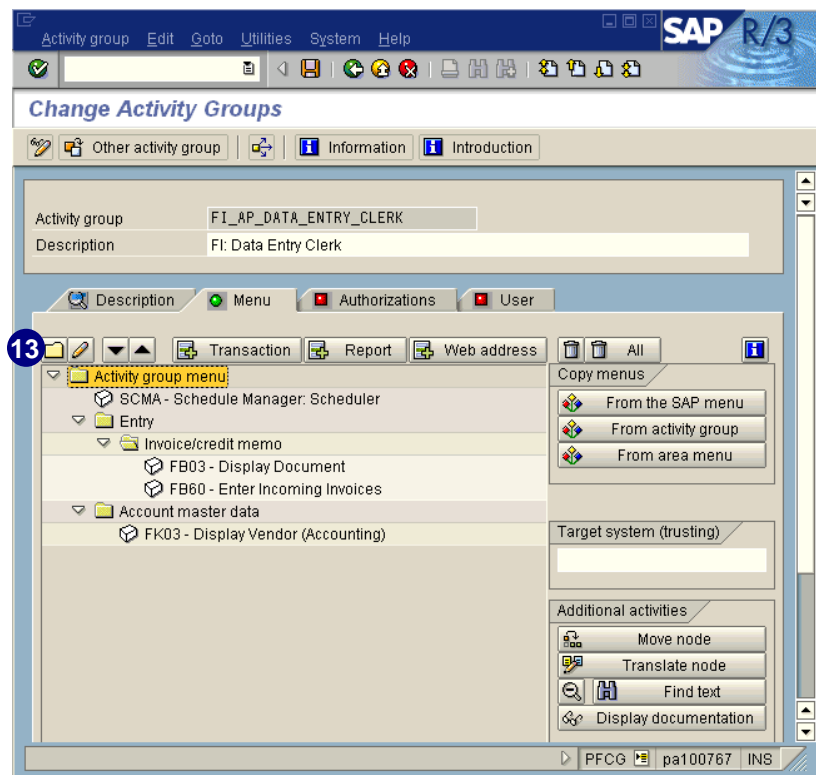 Activity group Edit Goto Utilities System Help
SAP R/3
Change Activity Groups
Other activity group Information Introduction
Activity group FI_AP_DATA_ENTRY_CLERK
Description FI: Data Entry Clerk
Description Menu Authorizations User
13 Transaction Report Web address All
Activity group menu
SCMA - Schedule Manager: Scheduler
Entry
Invoice/credit memo
FB03 - Display Document
FB60 - Enter Incoming Invoices
Account master data
FK03 - Display Vendor (Accounting)
Copy menus
From the SAP menu
From activity group
From area menu
Target system (trusting)
Additional activities
Move node
Translate node
Find text
Display documentation
PFCG pa100767 INS